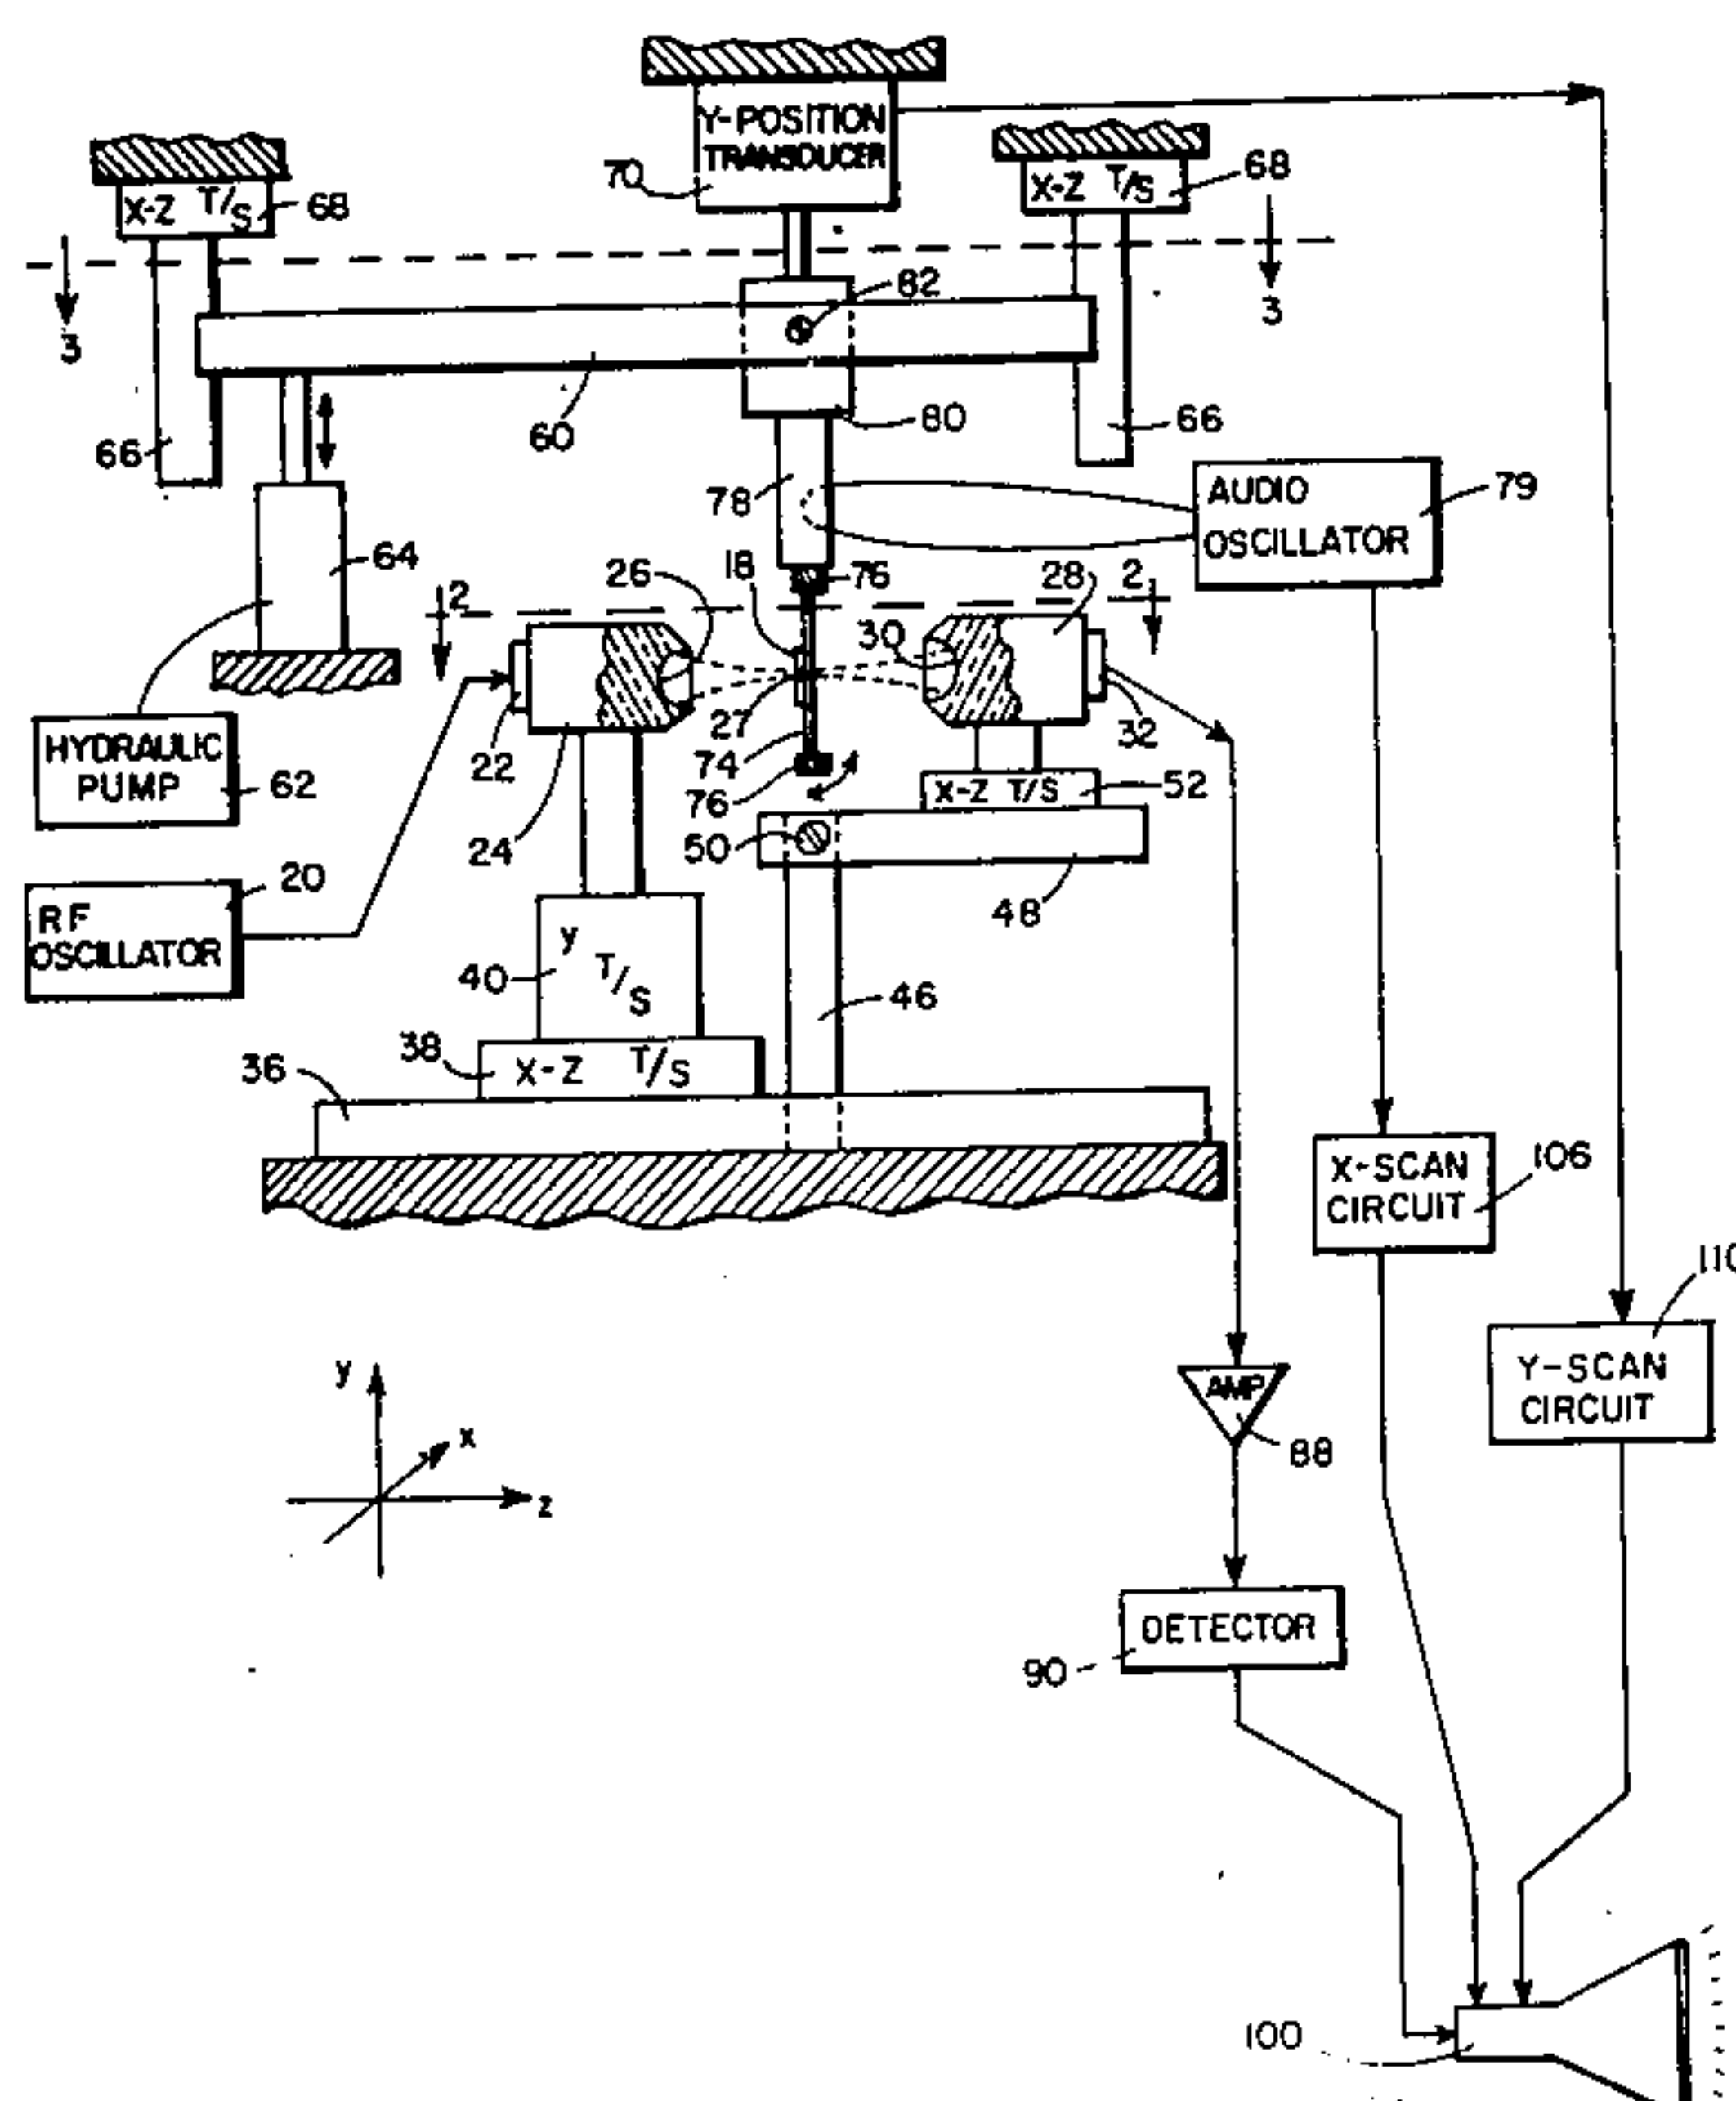 Y-POSITION
TRANSDUCER
70
X-Z T/S
68
X-Z T/S
68
3
3
82
66
60
80
66
78
AUDIO
OSCILLATOR
79
64
26
18
76
28
2
2
30
27
22
74
32
HYDRAULIC
PUMP
62
24
76
X-Z T/S
52
50
48
20
RF
OSCILLATOR
y
T/S
40
46
38
X-Z T/S
36
X-SCAN
CIRCUIT
106
110
Y-SCAN
CIRCUIT
y
x
z
AMP
88
DETECTOR
90
100